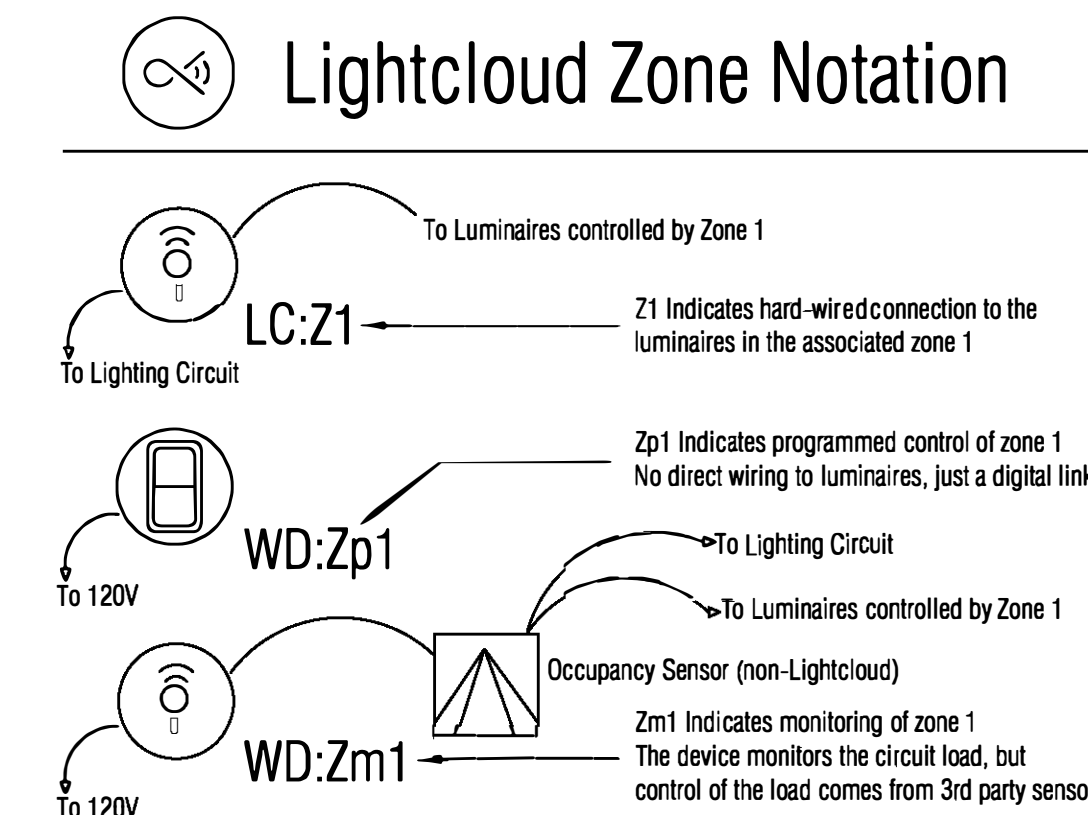 Lightcloud Zone Notation
To Luminaires controlled by Zone 1
LC:Z1
Z1 Indicates hard-wired connection to the
luminaires in the associated zone 1
To Lighting Circuit
Zp1 Indicates programmed control of zone 1
No direct wiring to luminaires, just a digital link
WD:Zp1
To 120V
To Lighting Circuit
To Luminaires controlled by Zone 1
Occupancy Sensor (non-Lightcloud)
WD:Zm1
Zm1 Indicates monitoring of zone 1
The device monitors the circuit load, but
control of the load comes from 3rd party senso
To 120V